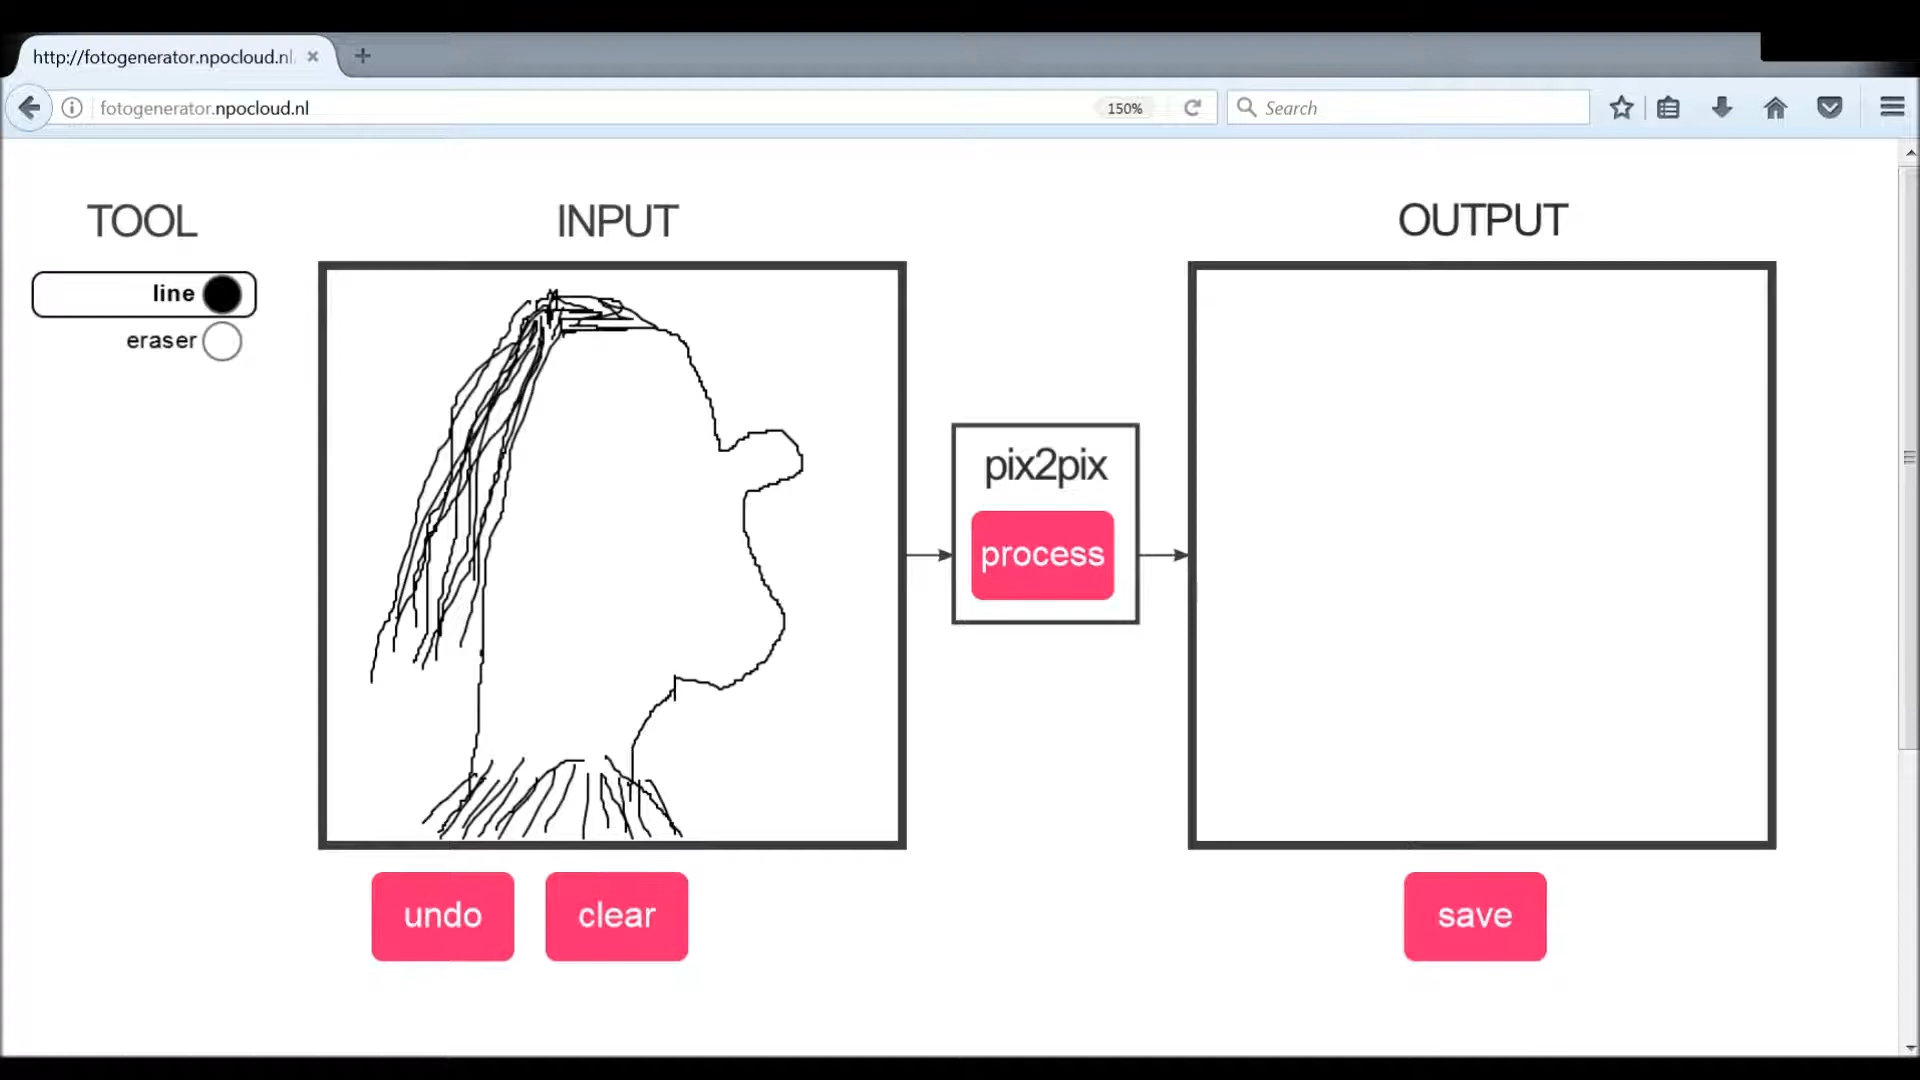 http://fotogenerator.npocloud.nl
fotogenerator.npocloud.nl
150%
Search
TOOL
INPUT
OUTPUT
line
eraser
pix2pix
process
undo
clear
save